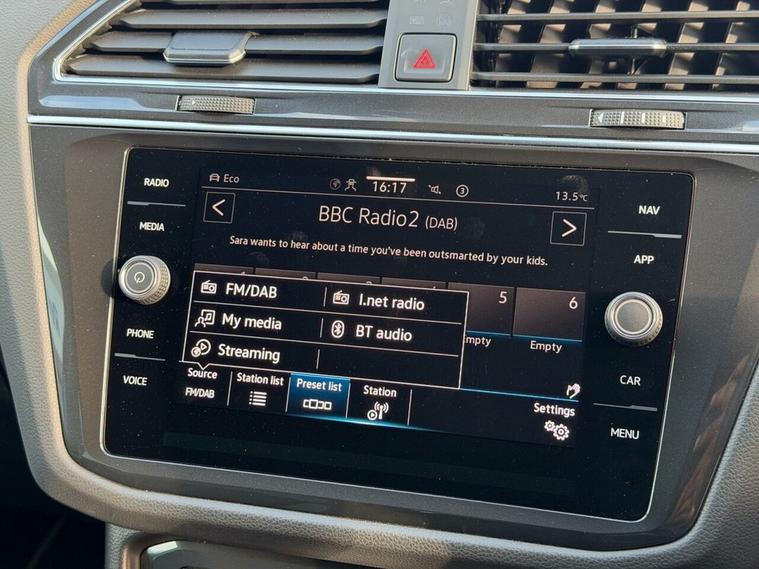 Eco
16:17
3
13.5°C
BBC Radio2 (DAB)
Sara wants to hear about a time you've been outsmarted by your kids.
RADIO
MEDIA
PHONE
VOICE
NAV
APP
CAR
MENU
FM/DAB
I.net radio
My media
BT audio
Streaming
5
6
mpty
Empty
Source
FM/DAB
Station list
Preset list
Station
Settings